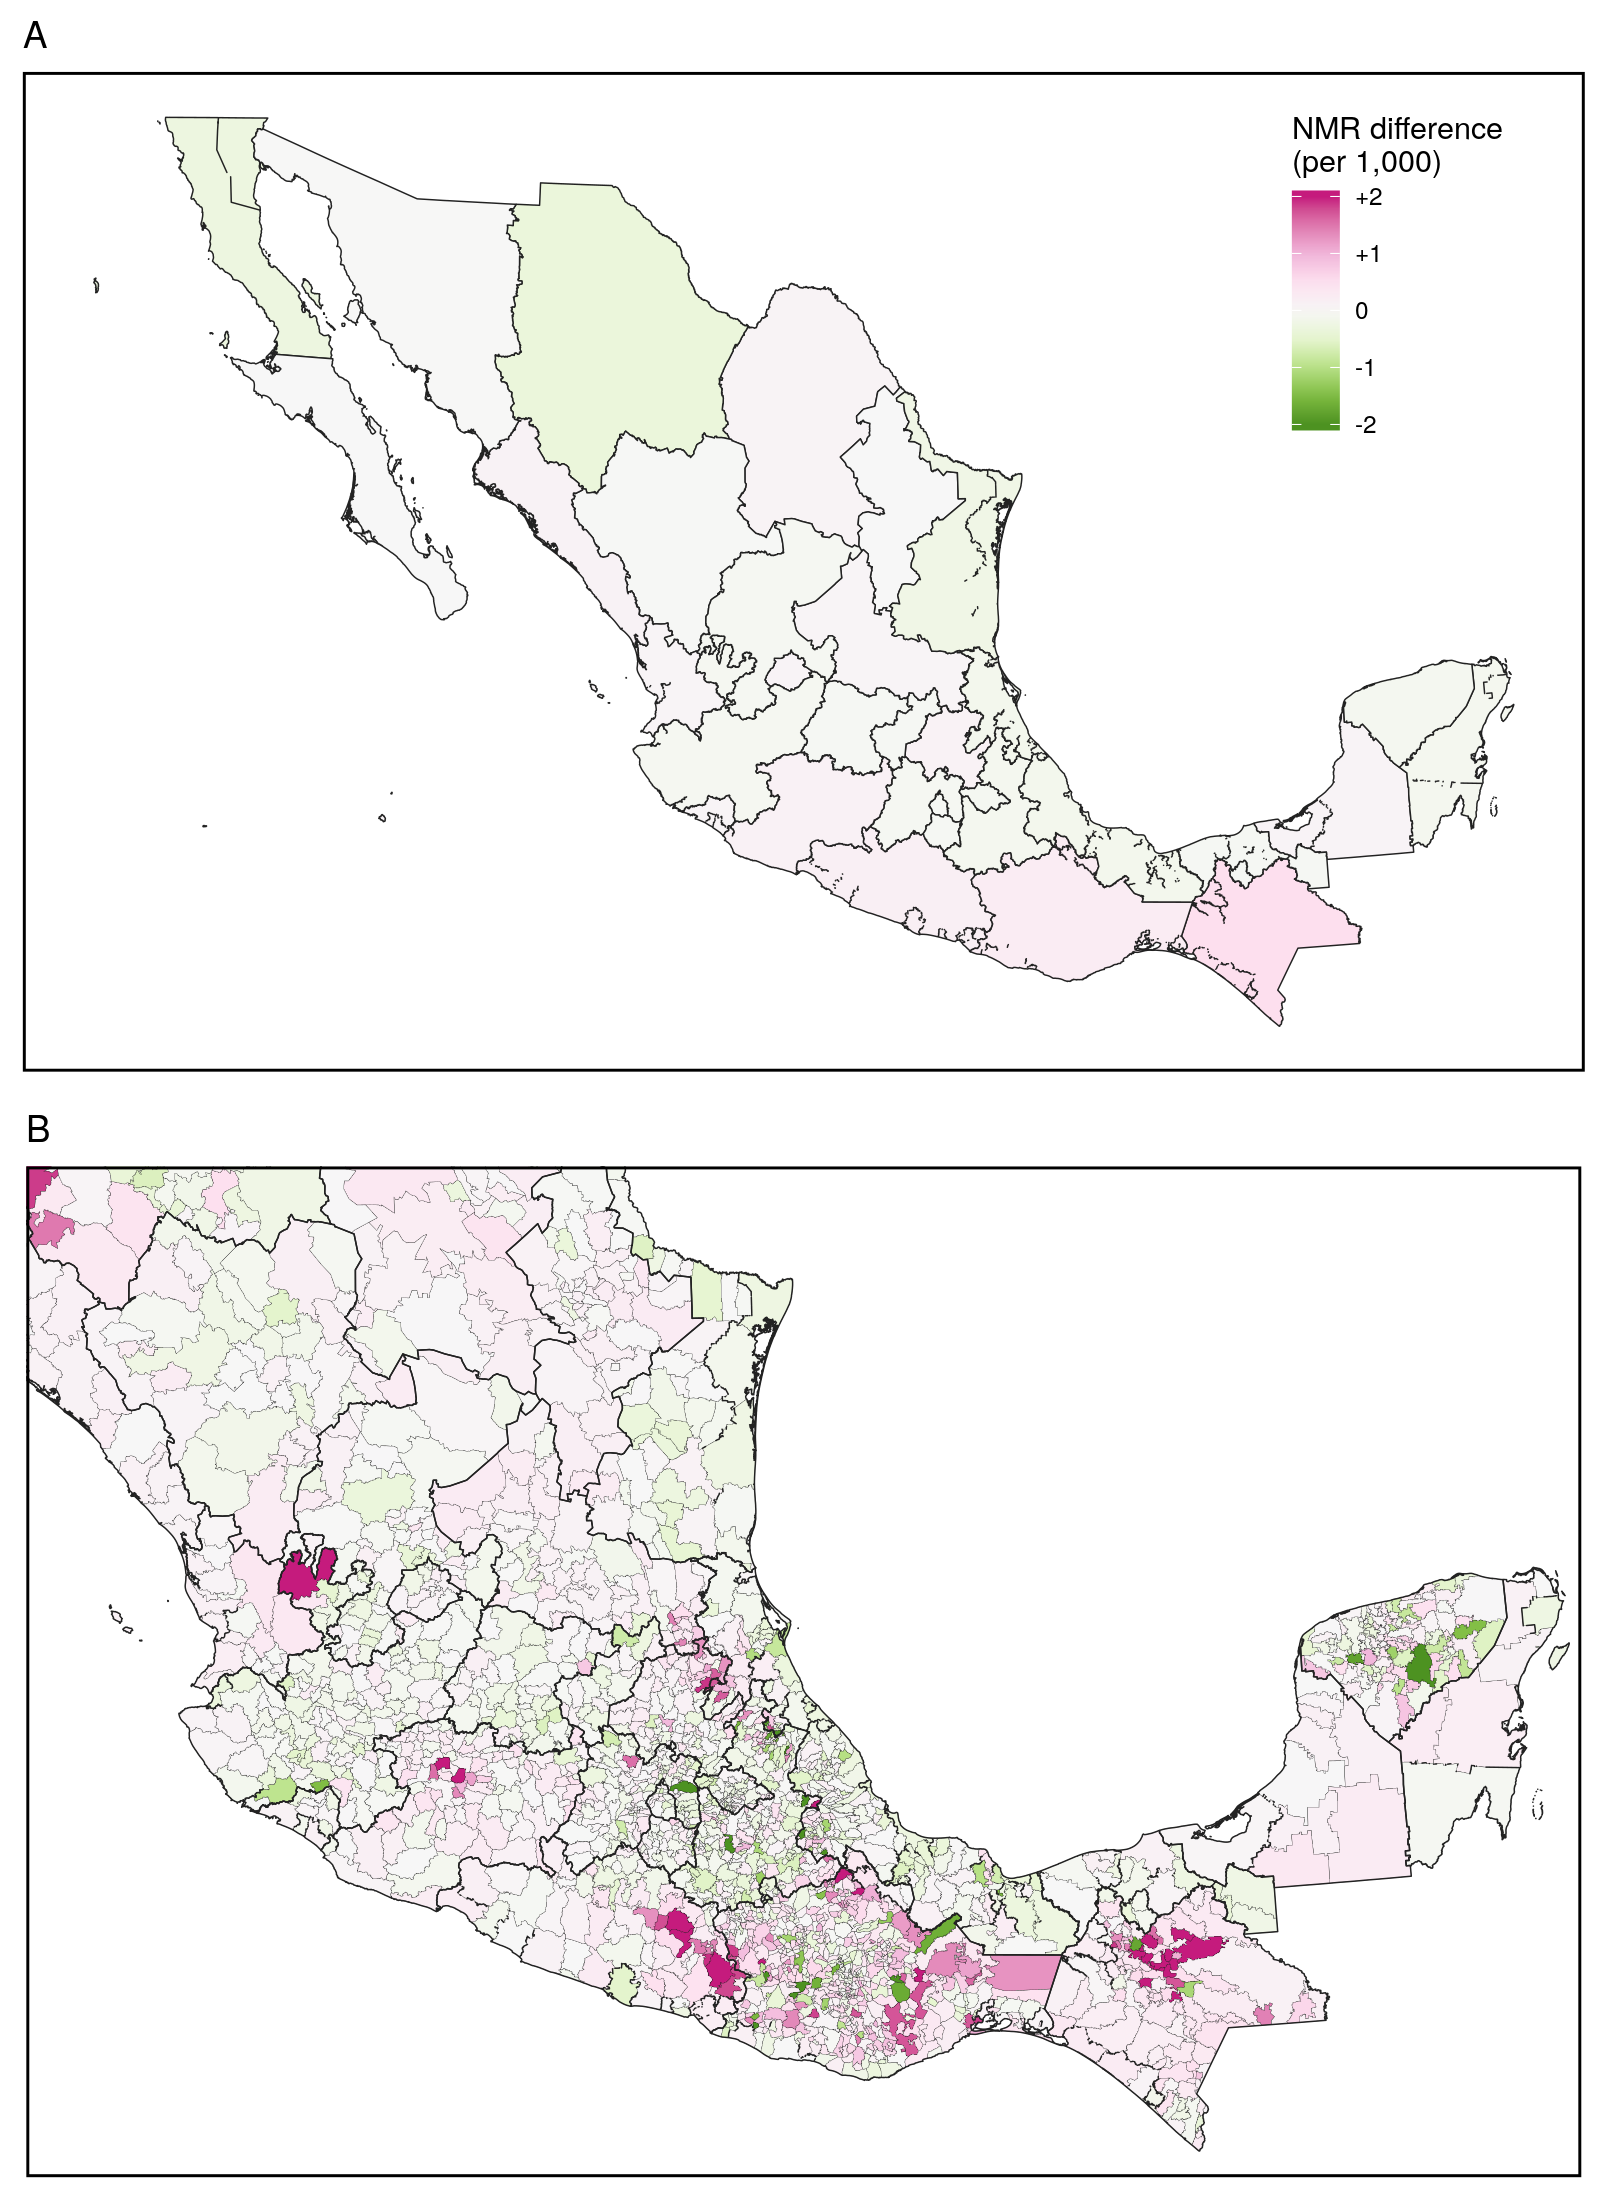 A
NMR difference
(per 1,000)
+2
+1
0
-1
-2
B